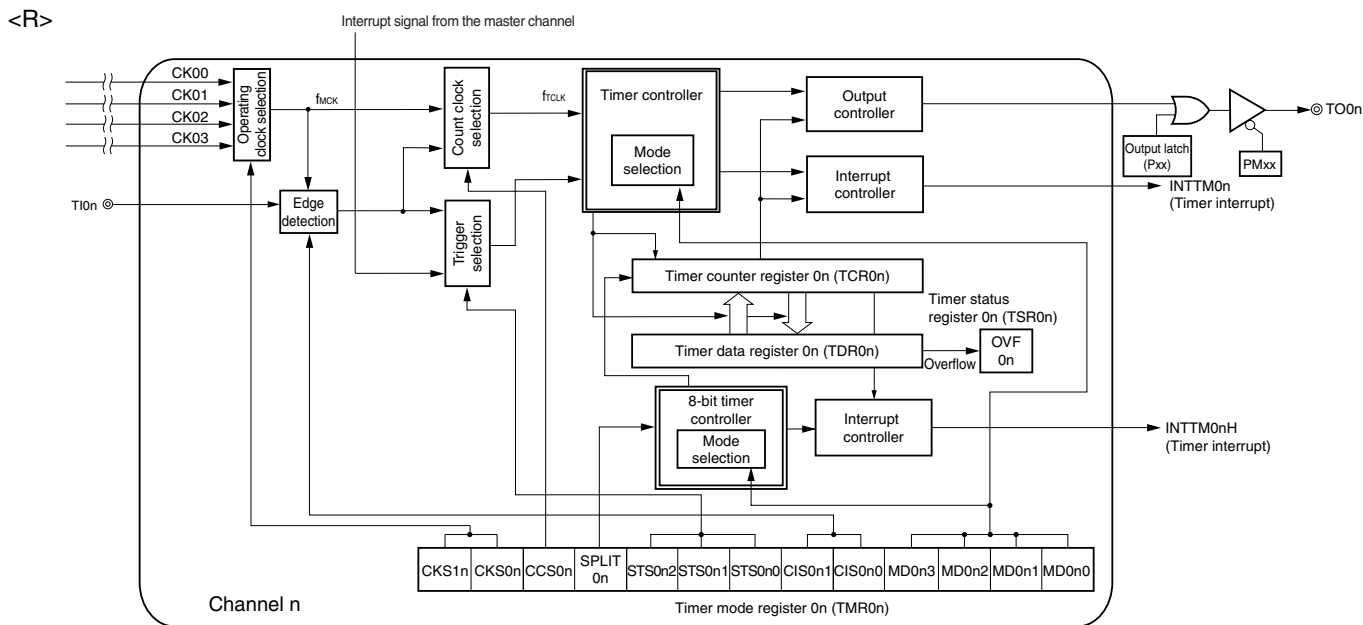 <R>
Interrupt signal from the master channel
CK00
CK01
CK02
CK03
Operating
clock selection
fMCK
Count clock
selection
fTCLK
Timer controller
Mode
selection
Output
controller
TO0n
Output latch
(Pxx)
PMxx
Interrupt
controller
INTTM0n
(Timer interrupt)
TI0n
Edge
detection
Trigger
selection
Timer counter register 0n (TCR0n)
Timer status
register 0n (TSR0n)
Timer data register 0n (TDR0n)
Overflow
OVF
0n
8-bit timer
controller
Mode
selection
Interrupt
controller
INTTM0nH
(Timer interrupt)
CKS1n CKS0n CCS0n SPLIT
0n STS0n2 STS0n1 STS0n0 CIS0n1 CIS0n0 MD0n3 MD0n2 MD0n1 MD0n0
Channel n
Timer mode register 0n (TMR0n)